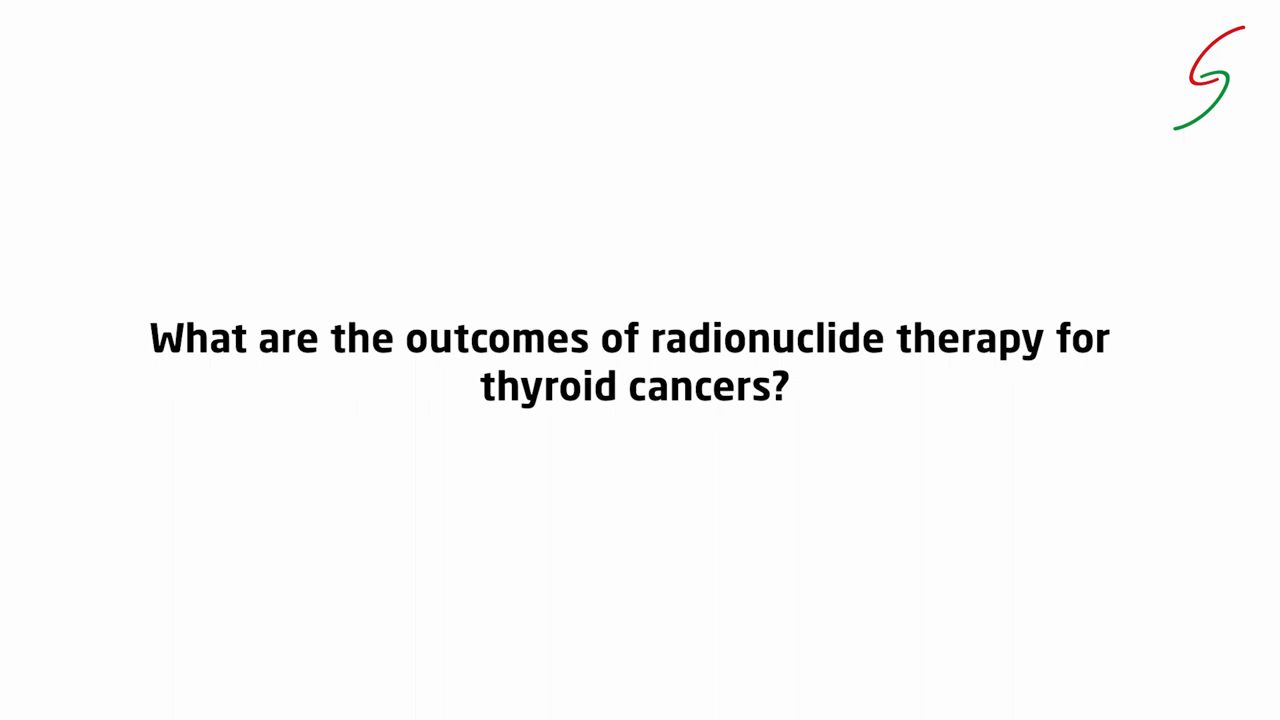 What are the outcomes of radionuclide therapy for
thyroid cancers?